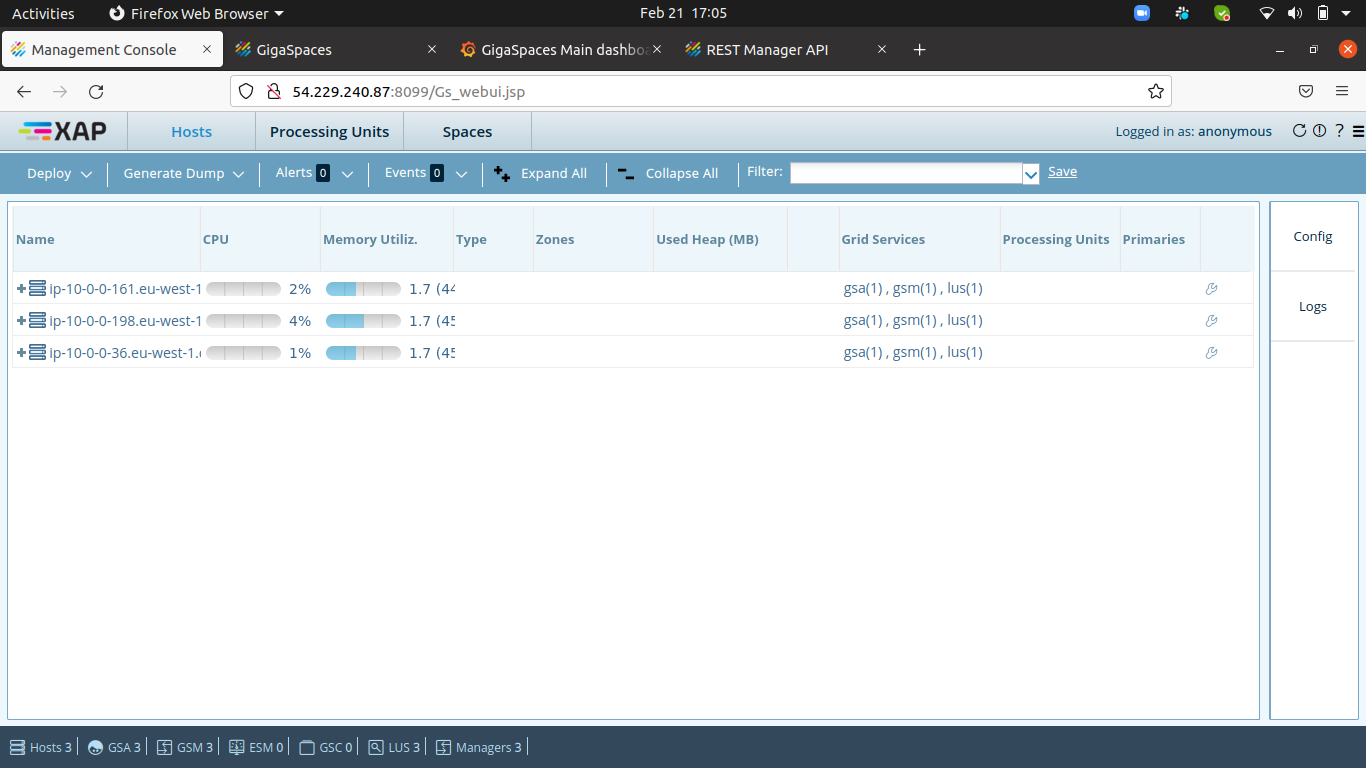 Activities Firefox Web Browser Feb 21 17:05
Management Console GigaSpaces GigaSpaces Main dashbo REST Manager API
54.229.240.87:8099/Gs_webui.jsp
XAP Hosts Processing Units Spaces Logged in as: anonymous ?
Deploy Generate Dump Alerts 0 Events 0 Expand All Collapse All Filter: Save
Name CPU Memory Utiliz. Type Zones Used Heap (MB) Grid Services Processing Units Primaries
ip-10-0-0-161.eu-west-1 2% 1.7 (44 gsa(1) , gsm(1) , lus(1)
ip-10-0-0-198.eu-west-1 4% 1.7 (45 gsa(1) , gsm(1) , lus(1)
ip-10-0-0-36.eu-west-1. 1% 1.7 (45 gsa(1) , gsm(1) , lus(1)
Config
Logs
Hosts 3 GSA 3 GSM 3 ESM 0 GSC 0 LUS 3 Managers 3